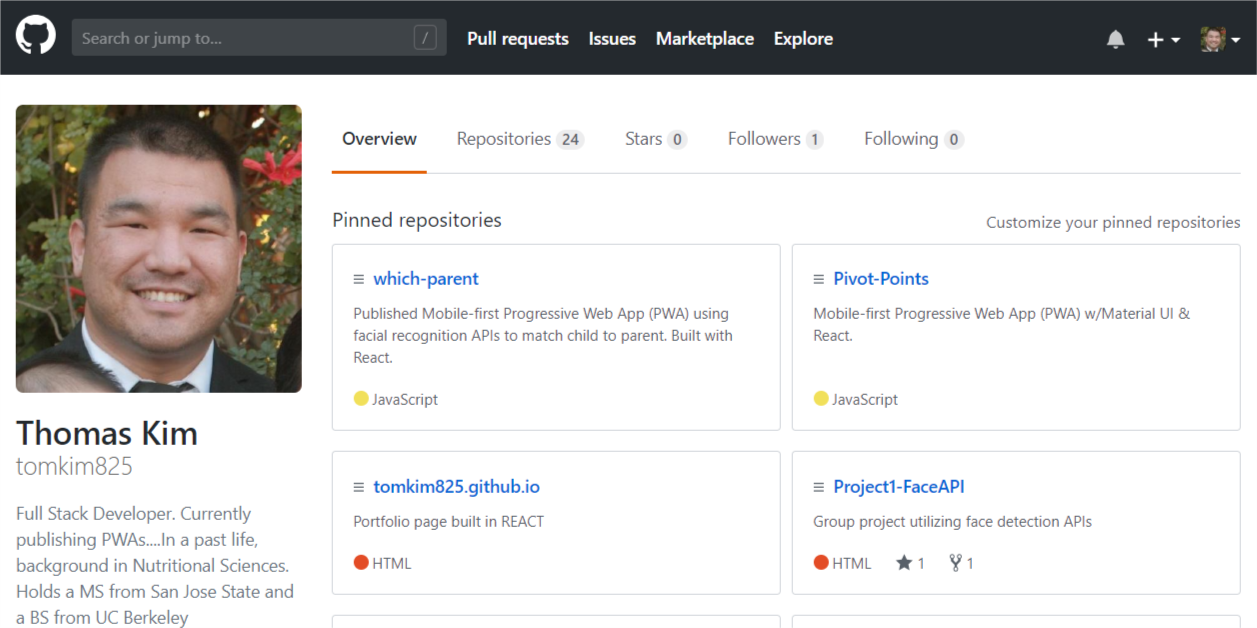 Search or jump to... /
Pull requests Issues Marketplace Explore
Overview Repositories 24 Stars 0 Followers 1 Following 0
Pinned repositories
Customize your pinned repositories
which-parent
Published Mobile-first Progressive Web App (PWA) using
facial recognition APIs to match child to parent. Built with
React.
JavaScript
Pivot-Points
Mobile-first Progressive Web App (PWA) w/Material UI &
React.
JavaScript
tomkim825.github.io
Portfolio page built in REACT
HTML
Project1-FaceAPI
Group project utilizing face detection APIs
HTML 1 1
Thomas Kim
tomkim825
Full Stack Developer. Currently
publishing PWAs....In a past life,
background in Nutritional Sciences.
Holds a MS from San Jose State and
a BS from UC Berkeley